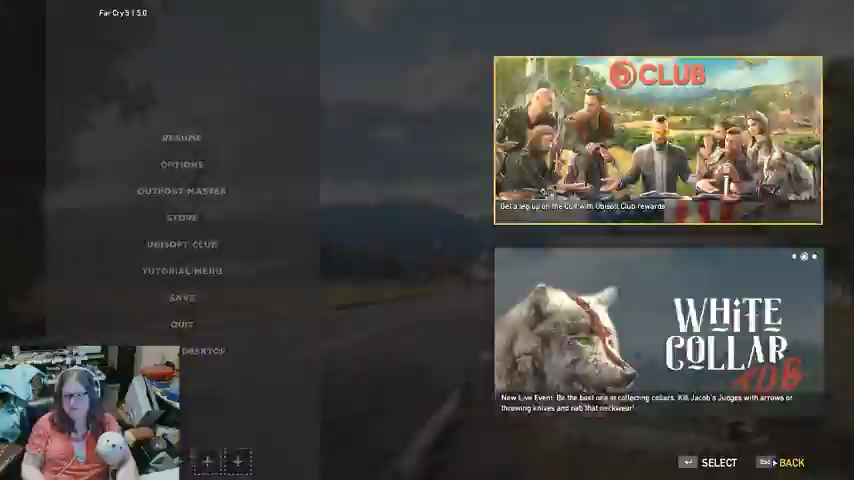 Far Cry 5 | 5.0
RESUME
OPTIONS
OUTPOST MASTER
STORE
UBISOFT CLUB
TUTORIAL MENU
SAVE
QUIT
DESKTOP
CLUB
Get a leg up on the Cult with Ubisoft Club rewards
WHITE
COLLAR
JOB
New Live Event: Be the best one in collecting collars. Kill Jacob's Judges with arrows or
throwing knives and nab that neckwear!
SELECT
Esc BACK